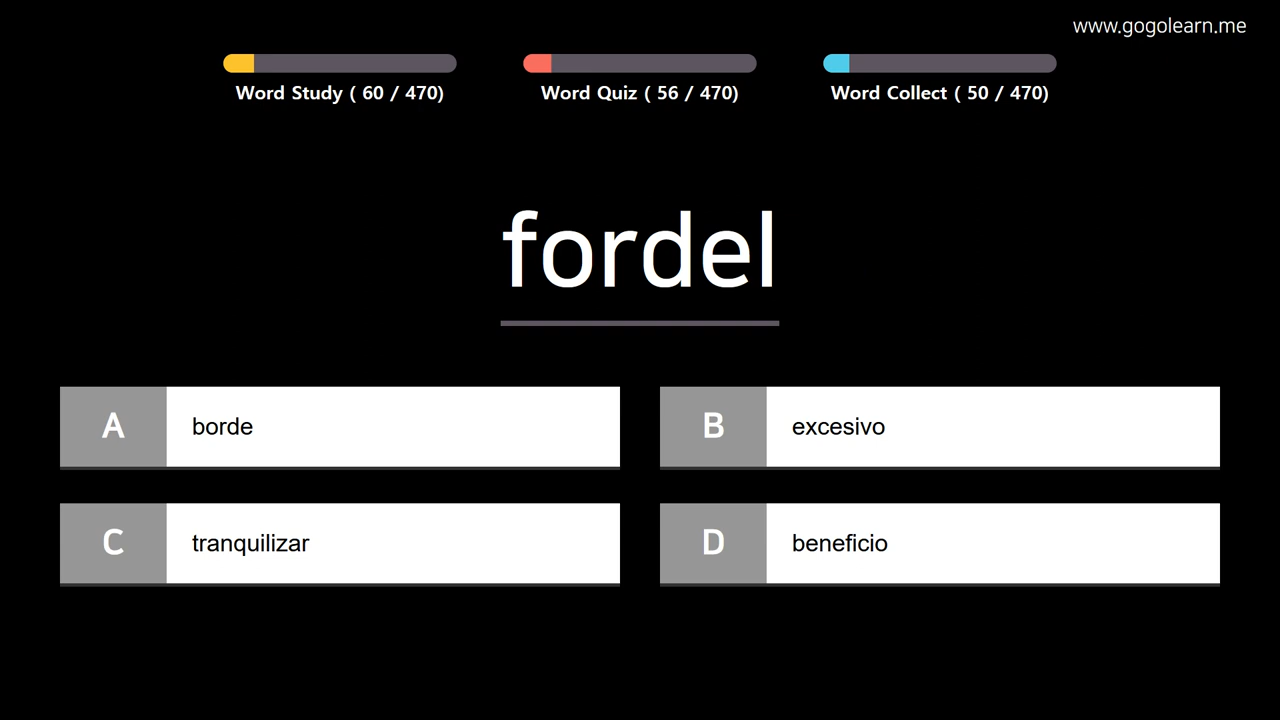 www.gogolearn.me
Word Study ( 60 / 470)
Word Quiz ( 56 / 470)
Word Collect ( 50 / 470)
fordel
A borde
B excesivo
C tranquilizar
D beneficio